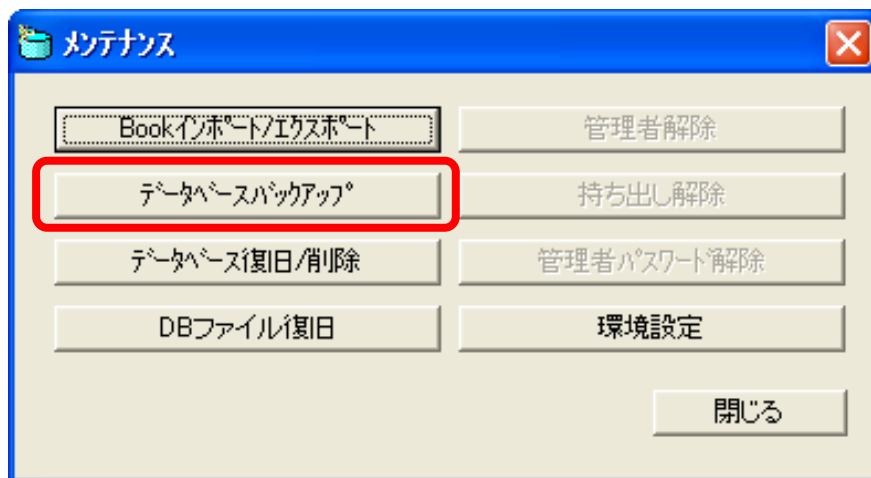 メンテナンス
Bookｲﾝﾎﾟｰﾄ/ｴｸｽﾎﾟｰﾄ
管理者解除
ﾃﾞｰﾀﾍﾞｰｽﾊﾞｯｸｱｯﾌﾟ
持ち出し解除
ﾃﾞｰﾀﾍﾞｰｽ復旧/削除
管理者ﾊﾟｽﾜｰﾄﾞ解除
DBファイル復旧
環境設定
閉じる